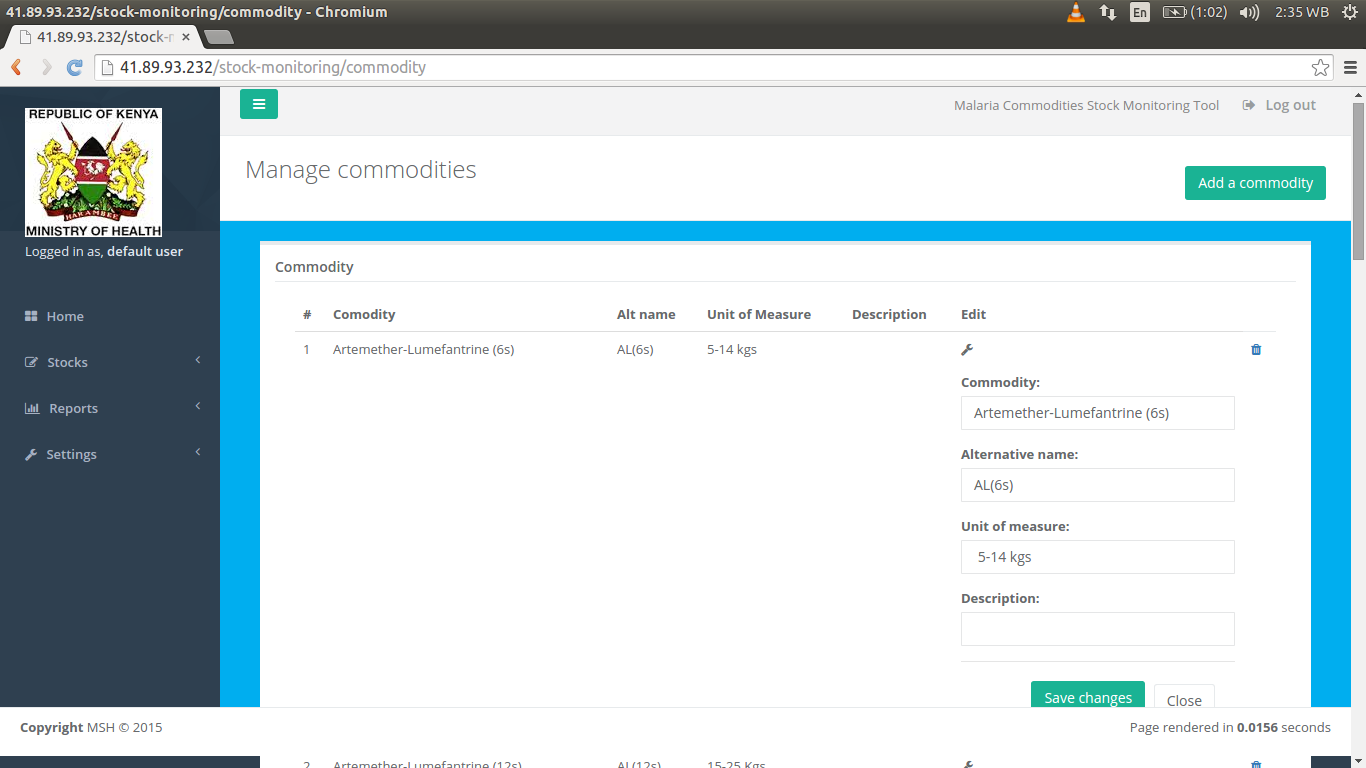 41.89.93.232/stock-monitoring/commodity - Chromium
En (1:02) 2:35 WB
41.89.93.232/stock-r
41.89.93.232/stock-monitoring/commodity
REPUBLIC OF KENYA
HARAMBEE
MINISTRY OF HEALTH
Logged in as, default user
Home
Stocks
Reports
Settings
Malaria Commodities Stock Monitoring Tool Log out
Manage commodities
Add a commodity
Commodity
# Comodity Alt name Unit of Measure Description Edit
1 Artemether-Lumefantrine (6s) AL(6s) 5-14 kgs
Commodity:
Artemether-Lumefantrine (6s)
Alternative name:
AL(6s)
Unit of measure:
5-14 kgs
Description:
Save changes Close
Copyright MSH © 2015 Page rendered in 0.0156 seconds
2 Artemether-Lumefantrine (12s) AL(12s) 15-25 Kgs